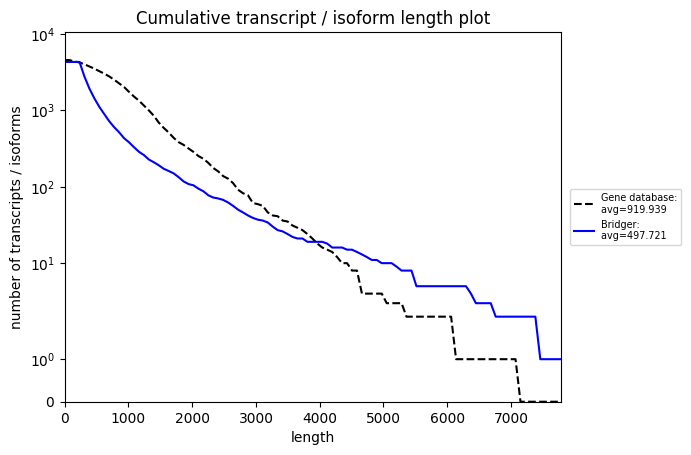 Cumulative transcript / isoform length plot
number of transcripts / isoforms
10^4
10^3
10^2
10^1
10^0
0
0 1000 2000 3000 4000 5000 6000 7000
length
Gene database:
avg=919.939
Bridger:
avg=497.721